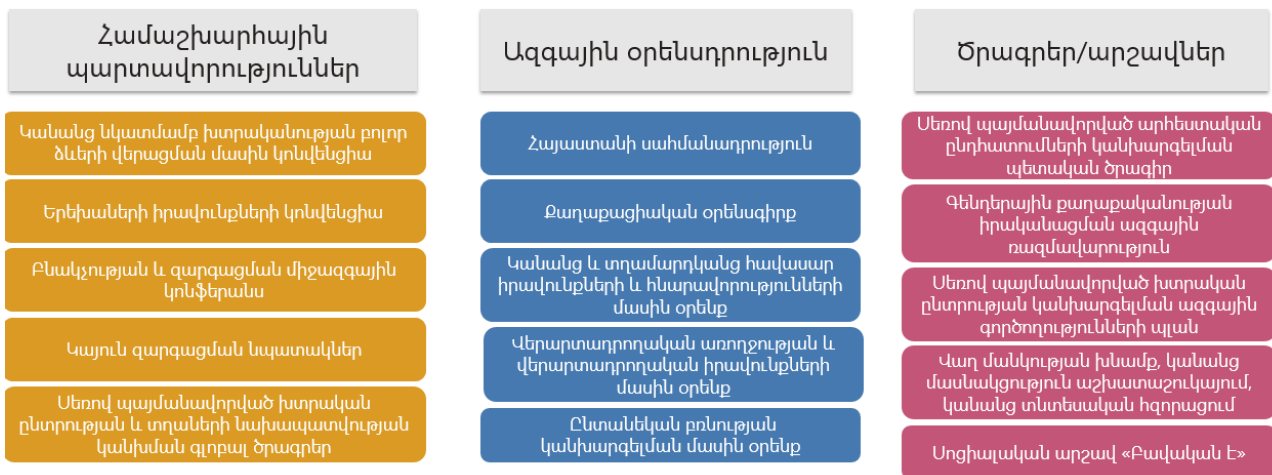 Համաշխարհային
պարտավորություններ
Կանանց նկատմամբ խտրականության բոլոր
ձևերի վերացման մասին կոնվենցիա
Երեխաների իրավունքների կոնվենցիա
Բնակչության և զարգացման միջազգային
կոնֆերանս
Կայուն զարգացման նպատակներ
Սեռով պայմանավորված խտրական
ընտրության և տղաների նախապատվության
կանխման գլոբալ ծրագրեր
Ազգային օրենսդրություն
Հայաստանի սահմանադրություն
Քաղաքացիական օրենսգիրք
Կանանց և տղամարդկանց հավասար
իրավունքների և հնարավորությունների
մասին օրենք
Վերարտադրողական առողջության և
վերարտադրողական իրավունքների
մասին օրենք
Ընտանեկան բռնության
կանխարգելման մասին օրենք
Ծրագրեր/արշավներ
Սեռով պայմանավորված արհեստական
ընդհատումների կանխարգելման
պետական ծրագիր
Գենդերային քաղաքականության
իրականացման ազգային
ռազմավարություն
Սեռով պայմանավորված խտրական
ընտրության կանխարգելման ազգային
գործողությունների պլան
Վաղ մանկության խնամք, կանանց
մասնակցություն աշխատաշուկայում,
կանանց տնտեսական հզորացում
Սոցիալական արշավ «Բավական է»